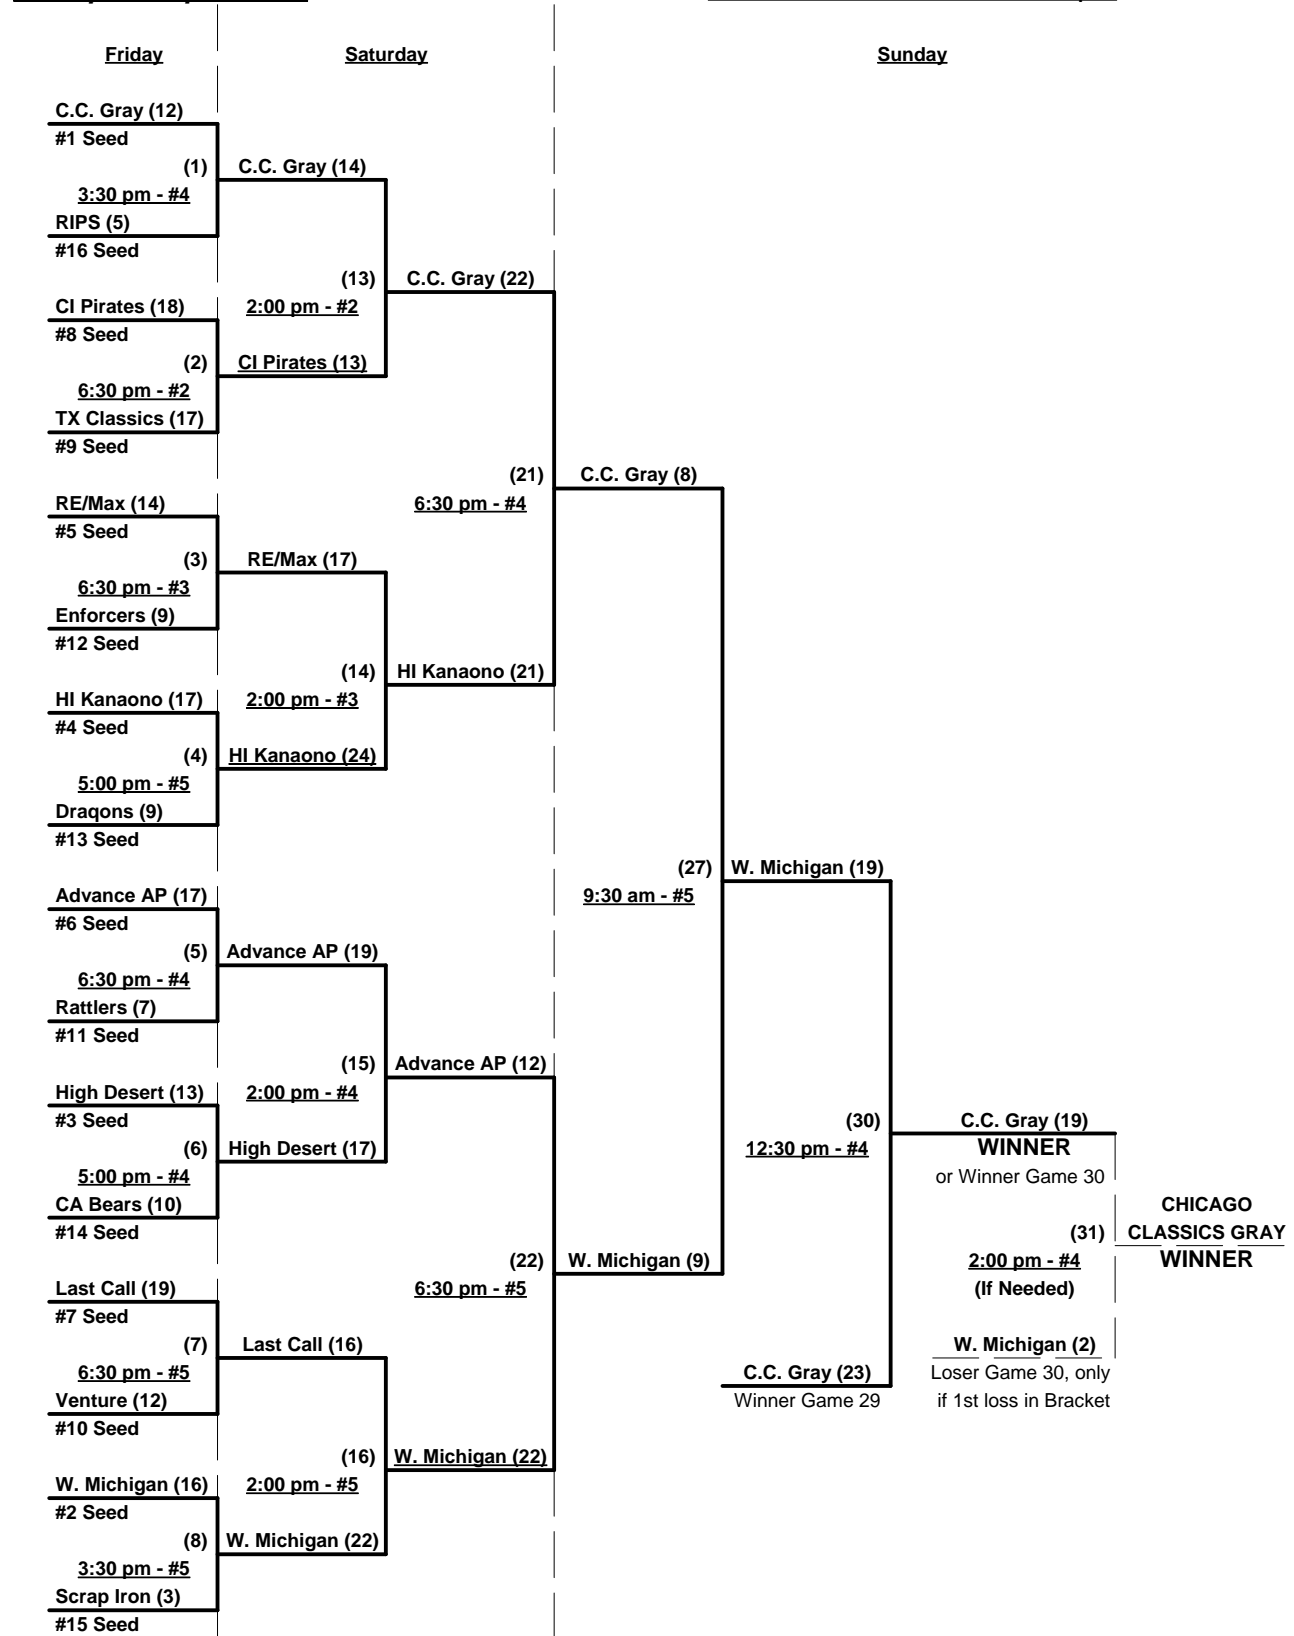 Friday Saturday Sunday
C.C. Gray (12)
#1 Seed
(1) C.C. Gray (14)
3:30 pm - #4
RIPS (5)
#16 Seed
(13) C.C. Gray (22)
CI Pirates (18) 2:00 pm - #2
#8 Seed
(2) CI Pirates (13)
6:30 pm - #2
TX Classics (17)
#9 Seed
(21) C.C. Gray (8)
RE/Max (14) 6:30 pm - #4
#5 Seed
(3) RE/Max (17)
6:30 pm - #3
Enforcers (9)
#12 Seed
(14) HI Kanaono (21)
HI Kanaono (17) 2:00 pm - #3
#4 Seed
(4) HI Kanaono (24)
5:00 pm - #5
Dragons (9)
#13 Seed
(27) W. Michigan (19)
Advance AP (17) 9:30 am - #5
#6 Seed
(5) Advance AP (19)
6:30 pm - #4
Rattlers (7)
#11 Seed
(15) Advance AP (12)
High Desert (13) 2:00 pm - #4
#3 Seed (30) C.C. Gray (19)
(6) High Desert (17) 12:30 pm - #4 WINNER
5:00 pm - #4 or Winner Game 30
CA Bears (10) CHICAGO
#14 Seed (31) CLASSICS GRAY
(22) W. Michigan (9) 2:00 pm - #4 WINNER
Last Call (19) 6:30 pm - #5 (If Needed)
#7 Seed
(7) Last Call (16) W. Michigan (2)
6:30 pm - #5 C.C. Gray (23) Loser Game 30, only
Venture (12) Winner Game 29 if 1st loss in Bracket
#10 Seed
(16) W. Michigan (22)
W. Michigan (16) 2:00 pm - #5
#2 Seed
(8) W. Michigan (22)
3:30 pm - #5
Scrap Iron (3)
#15 Seed